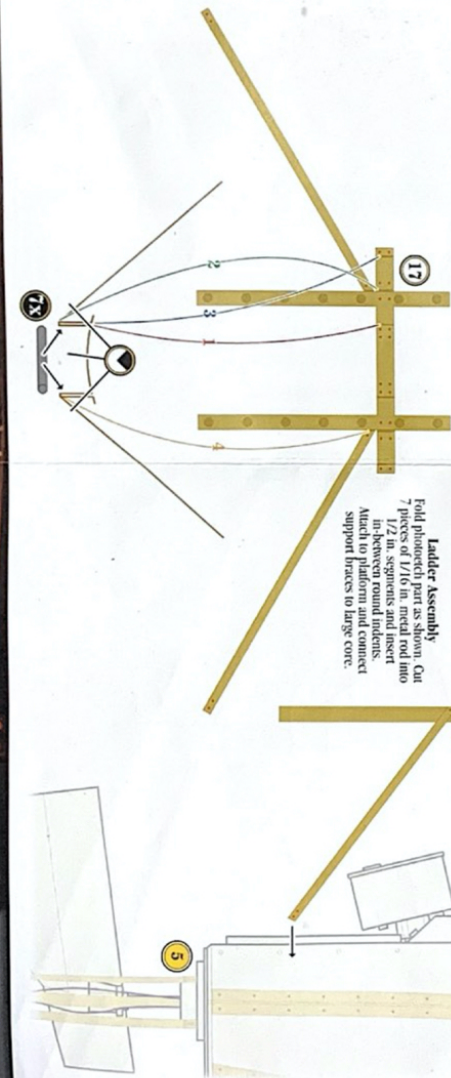 17
2
3
1
7X
4
Ladder Assembly
Fold photoetch part as shown. Cut
7 pieces of 1/16 in. metal rod into
1/2 in. segments and insert
in-between round indents.
Attach to platform and connect
support braces to large core.
5